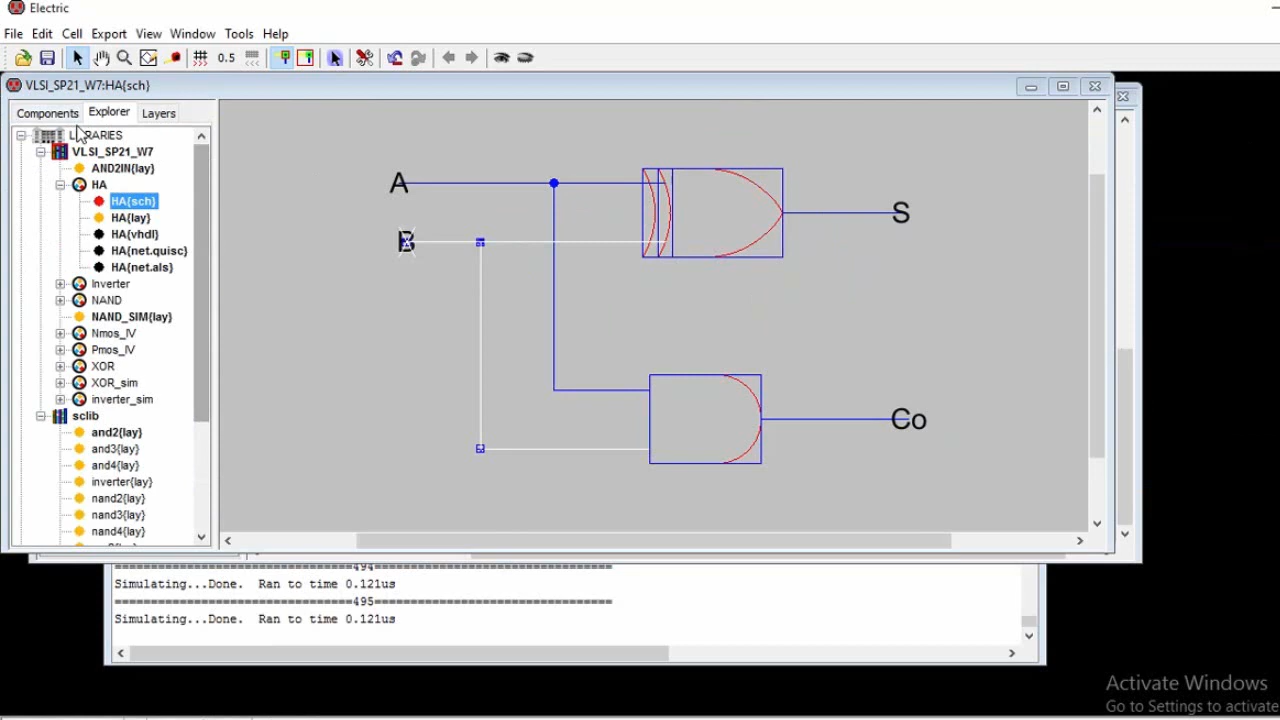 Electric
File Edit Cell Export View Window Tools Help
0.5
VLSI_SP21_W7:HA{sch}
Components Explorer Layers
VLSI_SP21_W7
AND2IN{lay}
HA
HA{sch}
HA{lay}
HA{vhdl}
HA{net.quisc}
HA{net.als}
Inverter
NAND
NAND_SIM{lay}
Nmos_IV
Pmos_IV
XOR
XOR_sim
inverter_sim
sclib
and2{lay}
and3{lay}
and4{lay}
inverter{lay}
nand2{lay}
nand3{lay}
nand4{lay}
A
B
S
Co
================================494================================
Simulating...Done. Ran to time 0.121us
================================495================================
Simulating...Done. Ran to time 0.121us
Activate Windows
Go to Settings to activate